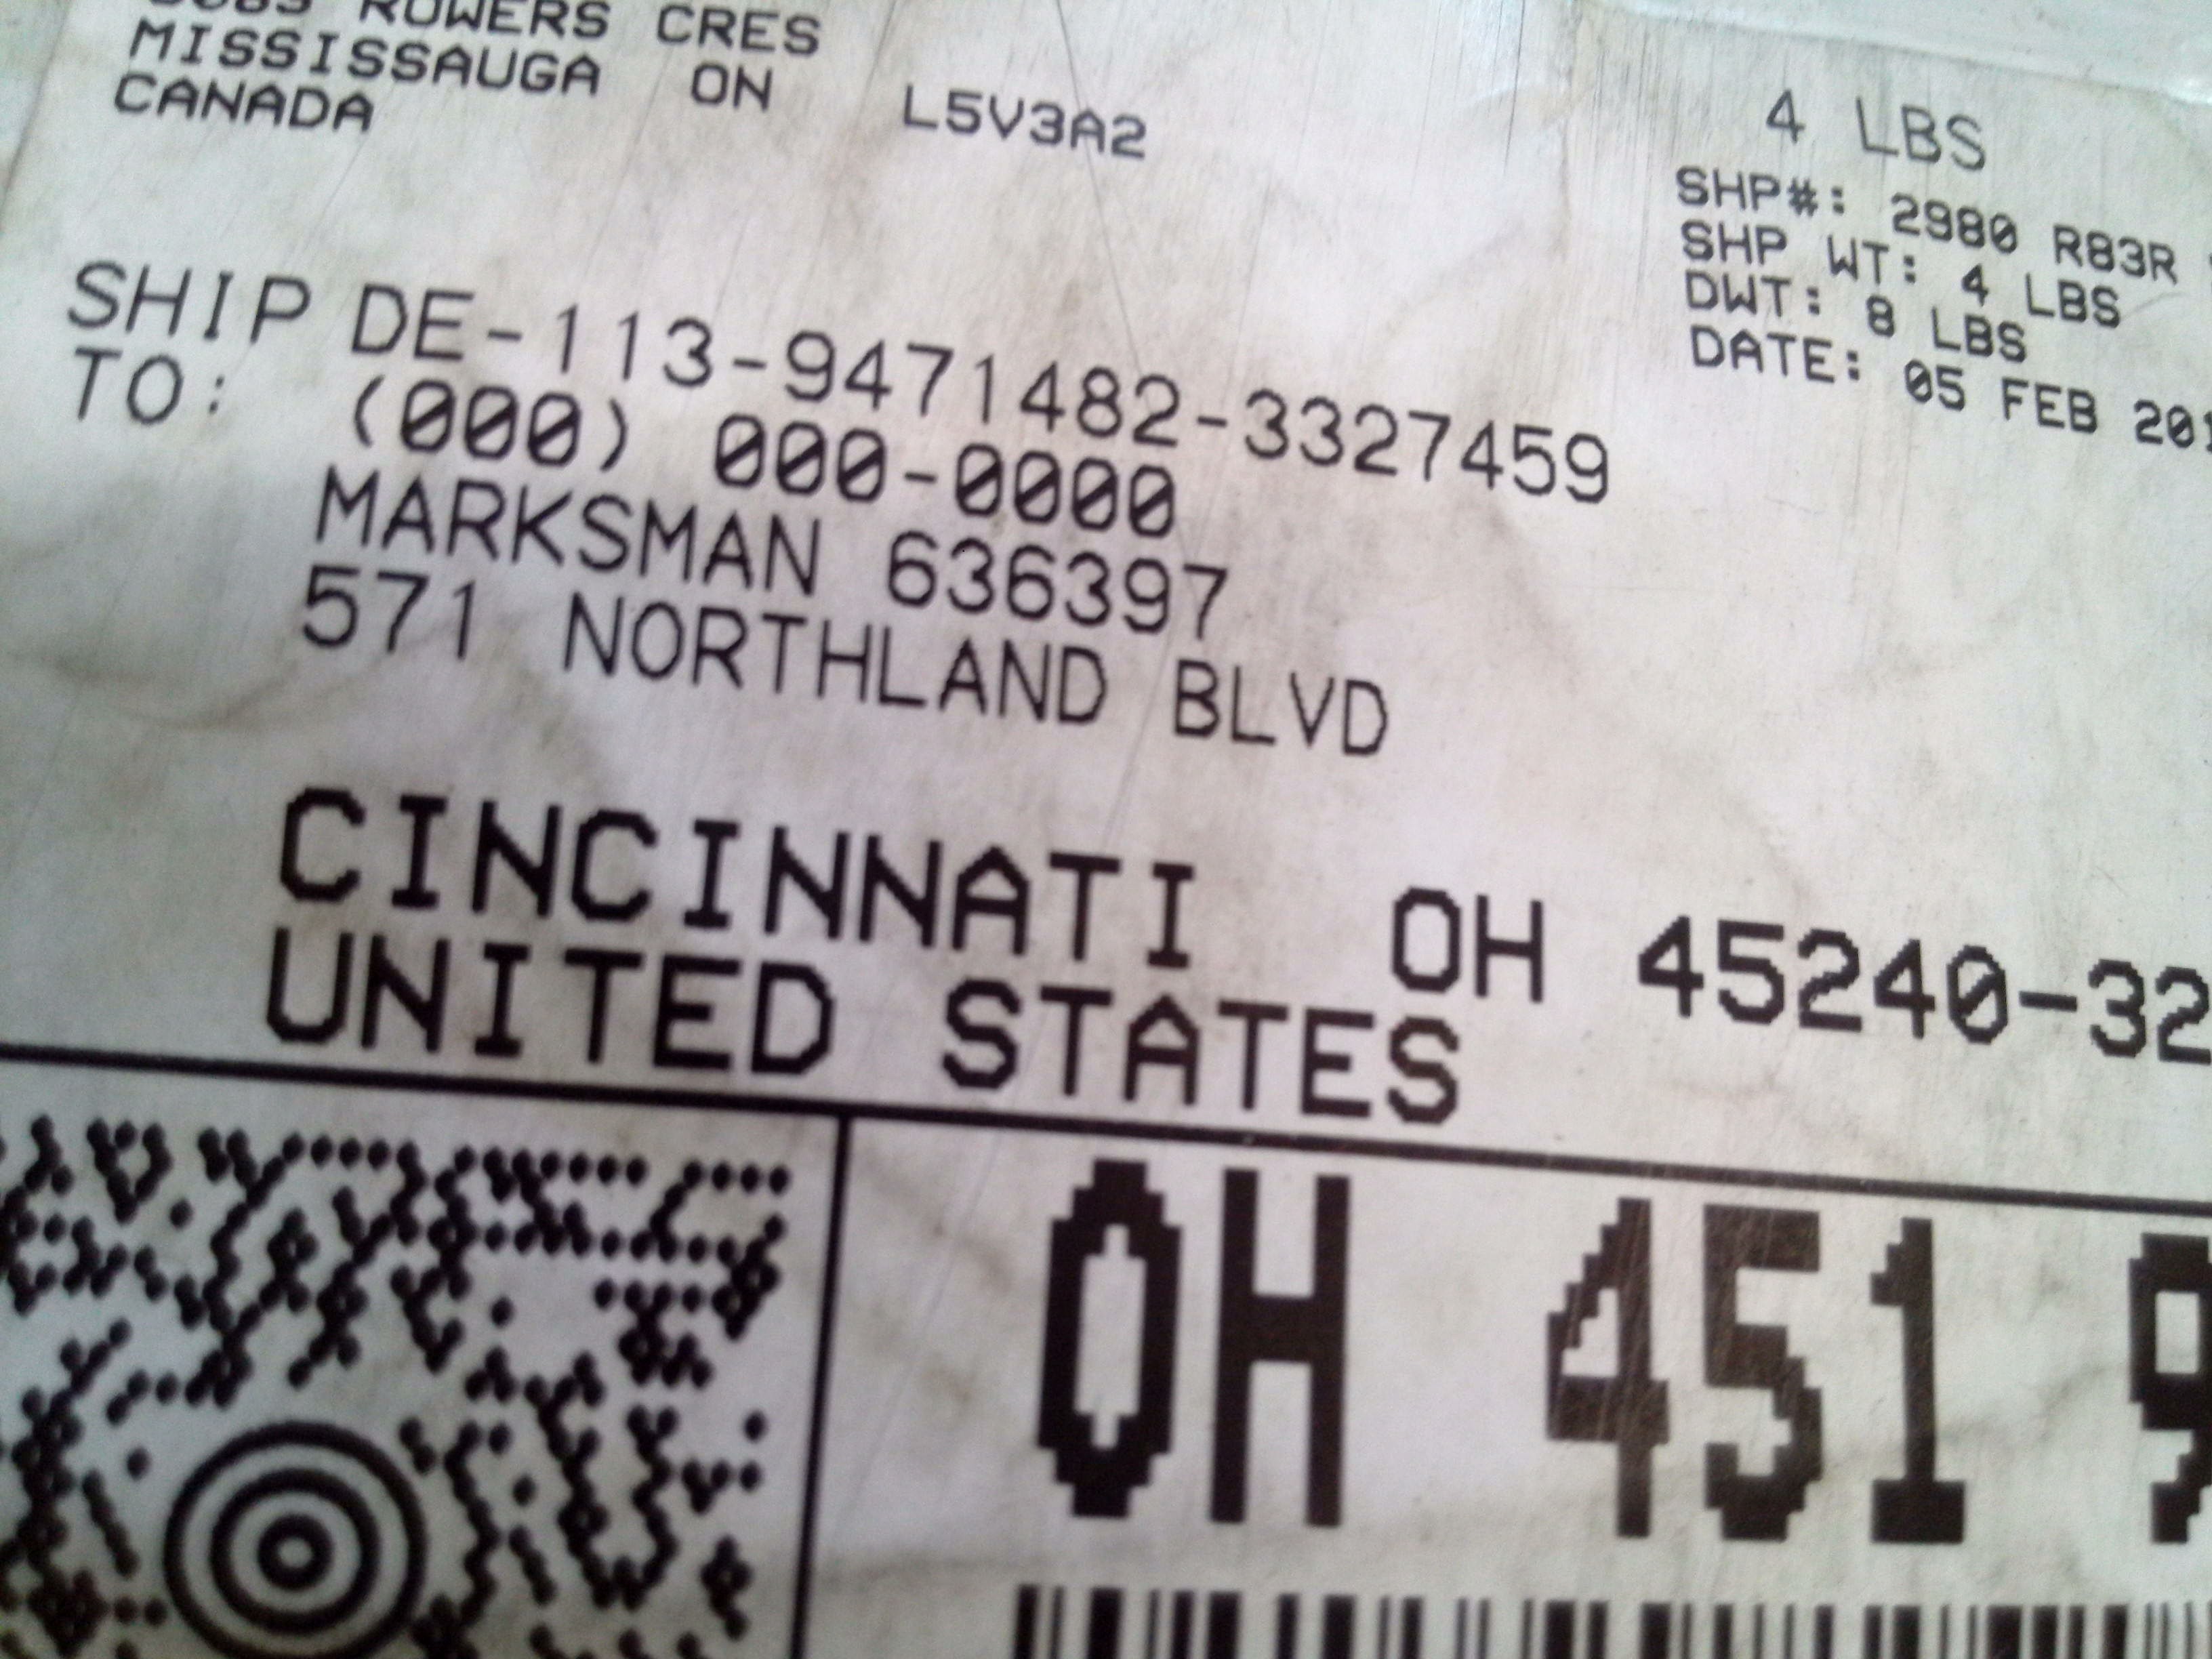 ROWERS CRES
MISSISSAUGA ON L5V3A2
CANADA
4 LBS
SHP#: 2980 R83R
SHP WT: 4 LBS
DWT: 8 LBS
DATE: 05 FEB 201
SHIP TO: DE-113-9471482-3327459
(000) 000-0000
MARKSMAN 636397
571 NORTHLAND BLVD
CINCINNATI OH 45240-32
UNITED STATES
OH 451 9